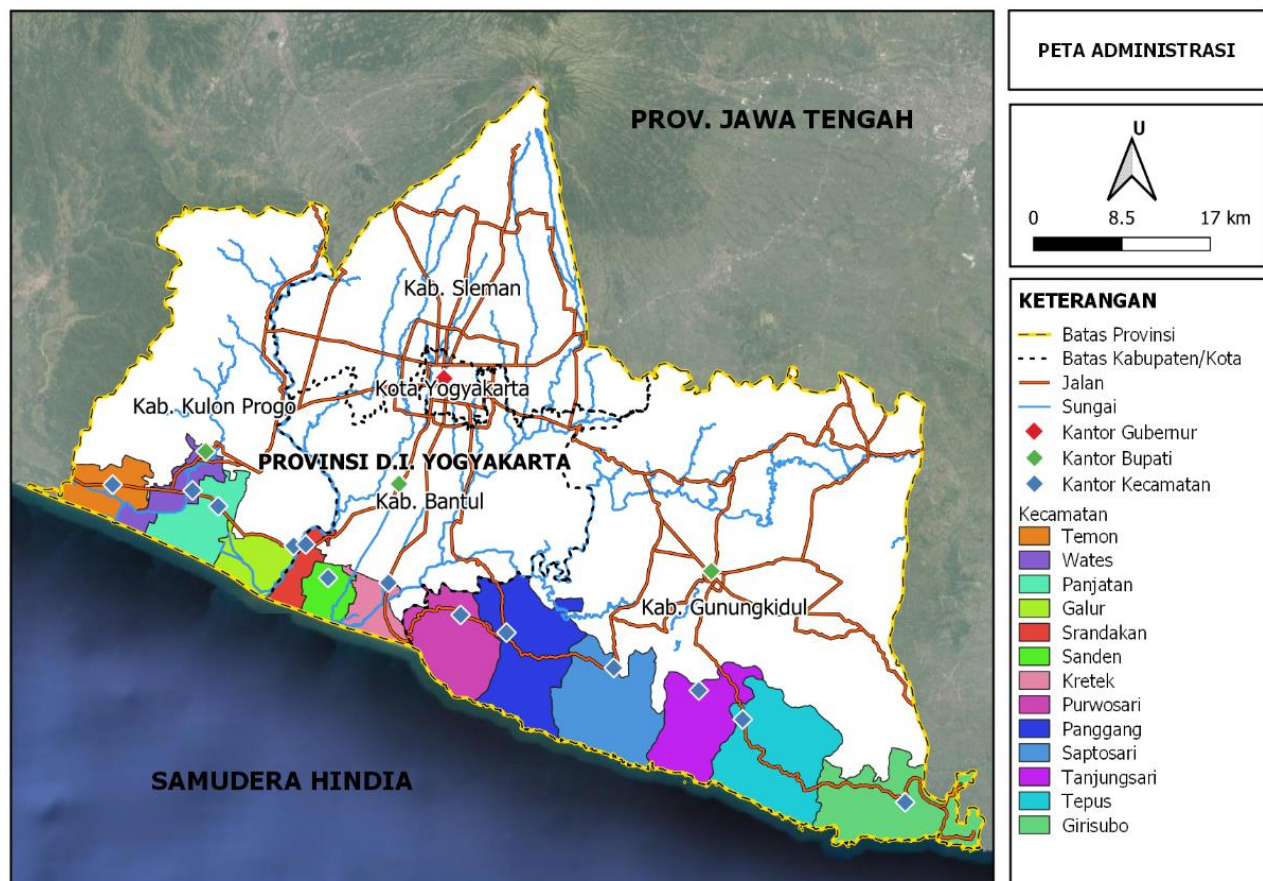 PETA ADMINISTRASI
PROV. JAWA TENGAH
Kab. Sleman
Kota Yogyakarta
Kab. Kulon Progo
PROVINSI D.I. YOGYAKARTA
Kab. Bantul
Kab. Gunungkidul
SAMUDERA HINDIA
U
0 8.5 17 km
KETERANGAN
Batas Provinsi
Batas Kabupaten/Kota
Jalan
Sungai
Kantor Gubernur
Kantor Bupati
Kantor Kecamatan
Kecamatan
Temon
Wates
Panjatan
Galur
Srandakan
Sanden
Kretek
Purwosari
Panggang
Saptosari
Tanjungsari
Tepus
Girisubo